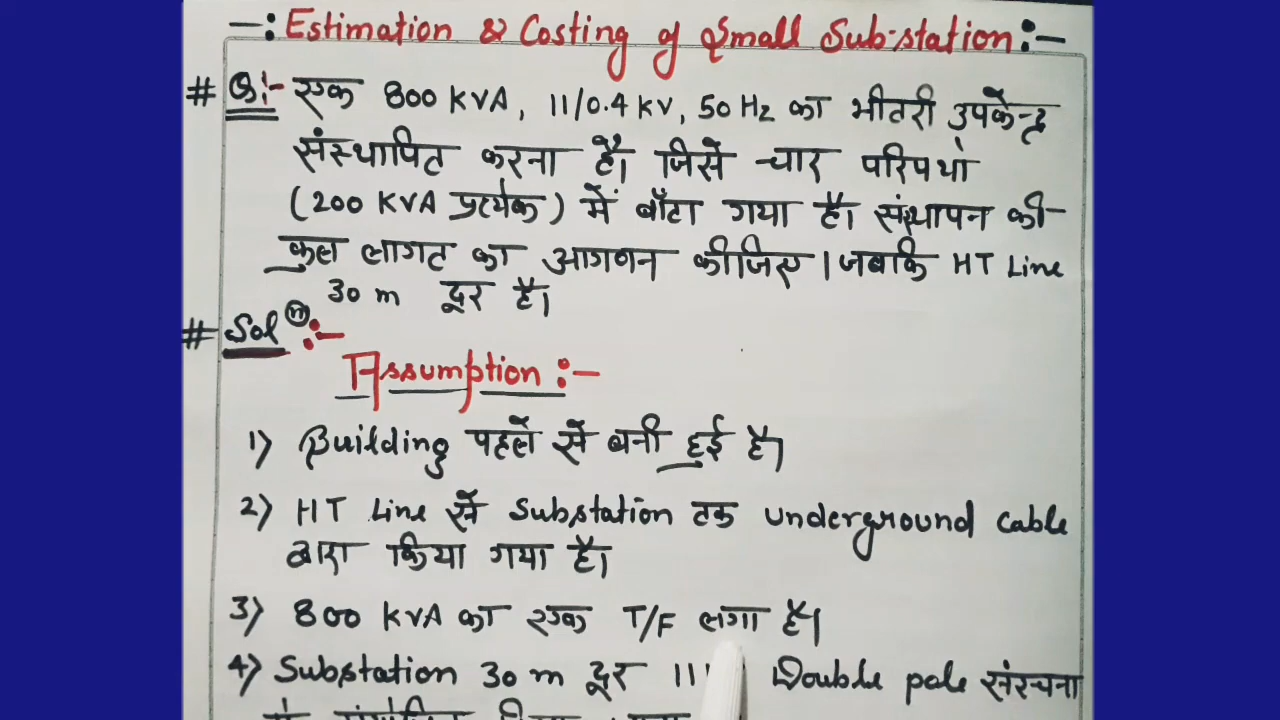 -: Estimation & Costing of Small Sub-station :-
# Q:- एक 800 KVA, 11/0.4 KV, 50 Hz का भीतरी उपकेन्द्र
संस्थापित करना है। जिसे चार परिपथो
(200 KVA प्रत्येक) में बाँटा गया है। संस्थापन की
कुल लागट का आगणन कीजिए। जबकि HT Line
30 m दूर है।
# Solⁿ :-
Assumption :-
1) Building पहले से बनी हुई है।
2) HT Line से Substation तक underground cable
द्वारा किया गया है।
3) 800 KVA का एक T/F लगा है।
4) Substation 30 m दूर 11 Double pole संरचना